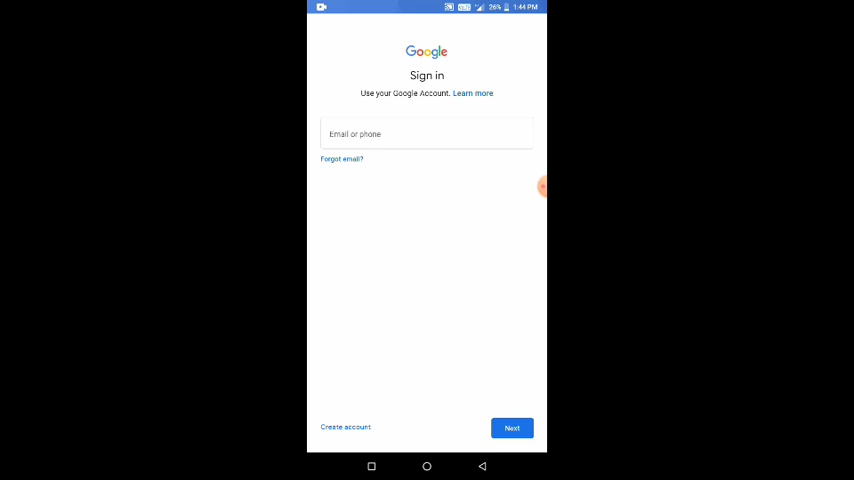 26% 1:44 PM
Google
Sign in
Use your Google Account. Learn more
Email or phone
Forgot email?
Create account
Next